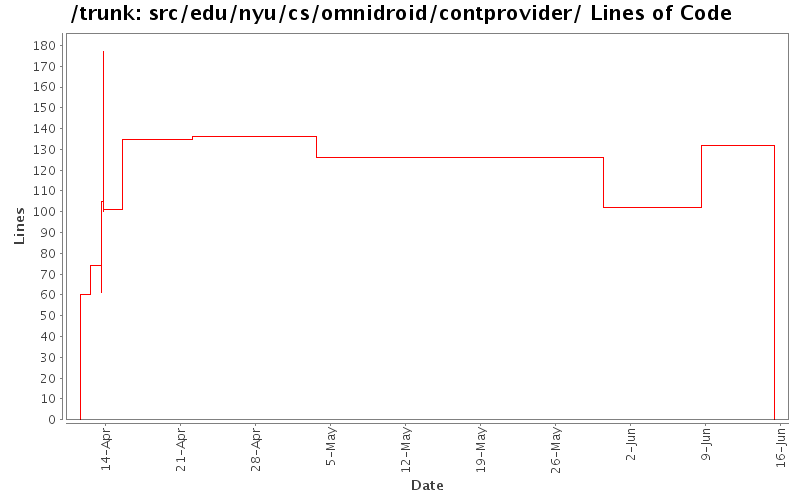 /trunk: src/edu/nyu/cs/omnidroid/contprovider/ Lines of Code
180
170
160
150
140
130
120
110
100
90
80
70
60
50
40
30
20
10
0
Lines
14-Apr
21-Apr
28-Apr
5-May
12-May
19-May
26-May
2-Jun
9-Jun
16-Jun
Date